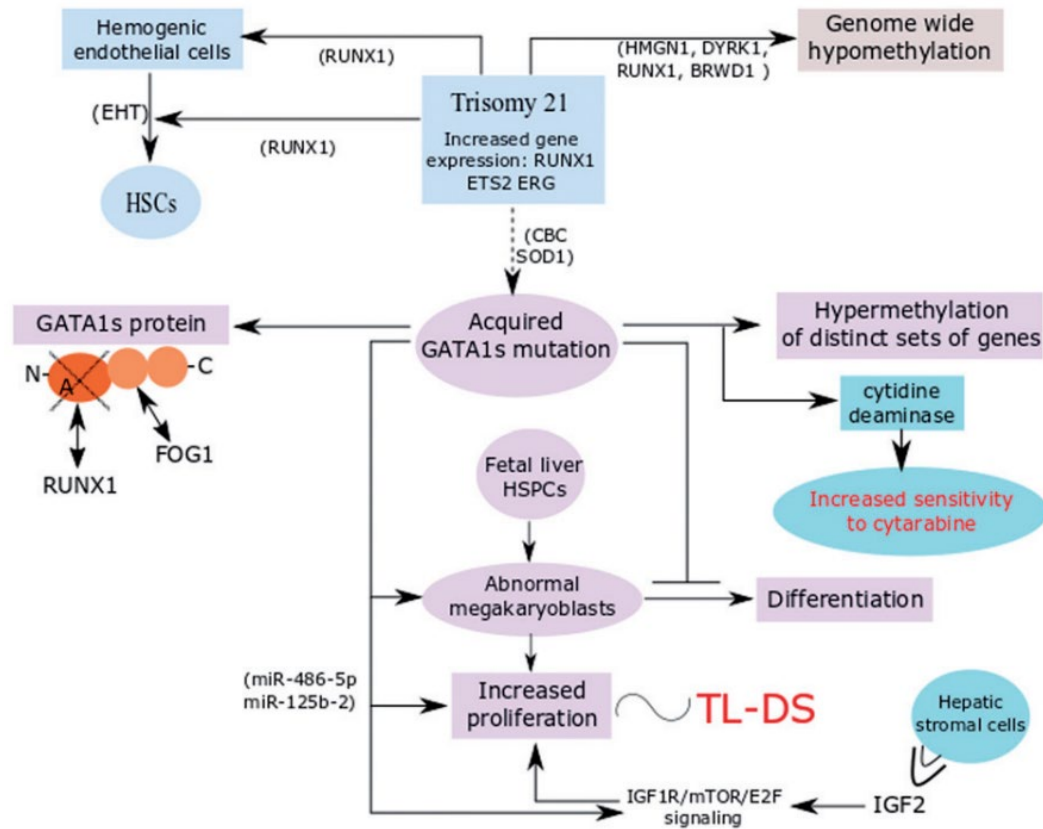 Hemogenic
endothelial cells
(RUNX1)
(HMGN1, DYRK1,
RUNX1, BRWD1 )
Genome wide
hypomethylation
(EHT)
(RUNX1)
Trisomy 21
Increased gene
expression: RUNX1
ETS2 ERG
HSCs
(CBC
SOD1)
GATA1s protein
Acquired
GATA1s mutation
Hypermethylation
of distinct sets of genes
N-
A
-C
RUNX1
FOG1
cytidine
deaminase
Fetal liver
HSPCs
Increased sensitivity
to cytarabine
Abnormal
megakaryoblasts
Differentiation
(miR-486-5p
miR-125b-2)
Increased
proliferation
TL-DS
Hepatic
stromal cells
IGF1R/mTOR/E2F
signaling
IGF2